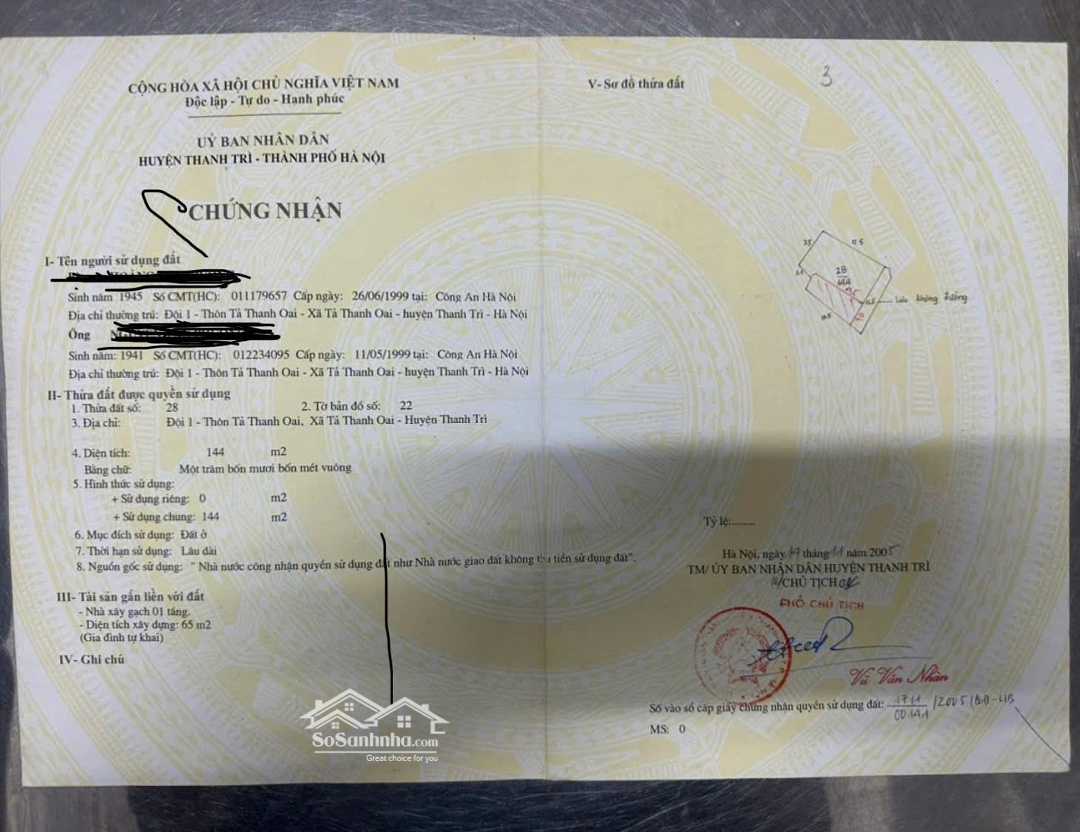 CỘNG HÒA XÃ HỘI CHỦ NGHĨA VIỆT NAM
Độc lập - Tự do - Hạnh phúc
UỶ BAN NHÂN DÂN
HUYỆN THANH TRÌ - THÀNH PHỐ HÀ NỘI
CHỨNG NHẬN
I- Tên người sử dụng đất
Sinh năm 1945 Số CMT(HC): 011179657 Cấp ngày: 26/06/1999 tại: Công An Hà Nội
Địa chỉ thường trú: Đội 1 - Thôn Tả Thanh Oai - Xã Tả Thanh Oai - huyện Thanh Trì - Hà Nội
Ông
Sinh năm: 1941 Số CMT(HC): 012234095 Cấp ngày: 11/05/1999 tại: Công An Hà Nội
Địa chỉ thường trú: Đội 1 - Thôn Tả Thanh Oai - Xã Tả Thanh Oai - huyện Thanh Trì - Hà Nội
II- Thửa đất được quyền sử dụng
1. Thửa đất số: 28 2. Tờ bản đồ số: 22
3. Địa chỉ: Đội 1 - Thôn Tả Thanh Oai, Xã Tả Thanh Oai - Huyện Thanh Trì
4. Diện tích: 144 m2
Bằng chữ: Một trăm bốn mươi bốn mét vuông
5. Hình thức sử dụng:
+ Sử dụng riêng: 0 m2
+ Sử dụng chung: 144 m2
6. Mục đích sử dụng: Đất ở
7. Thời hạn sử dụng: Lâu dài
8. Nguồn gốc sử dụng: " Nhà nước công nhận quyền sử dụng đất như Nhà nước giao đất không thu tiền sử dụng đất".
III- Tài sản gắn liền với đất
- Nhà xây gạch 01 tầng.
- Diện tích xây dựng: 65 m2
(Gia đình tự khai)
IV- Ghi chú
V- Sơ đồ thửa đất
3
28
144
lưu không đường
Tỷ lệ:........
Hà Nội, ngày 19 tháng 11 năm 2005
TM/ ỦY BAN NHÂN DÂN HUYỆN THANH TRÌ
CHỦ TỊCH
PHÓ CHỦ TỊCH
Vũ Văn Nhàn
Số vào sổ cấp giấy chứng nhận quyền sử dụng đất: 1711 /2005/QĐ-UB
00141
MS: 0
SoSanhnha.com
Great choice for you